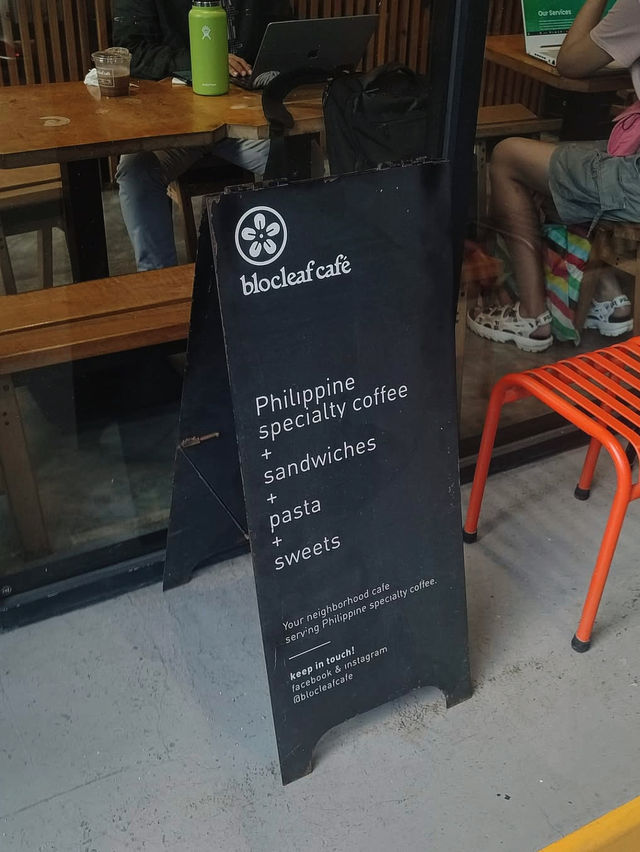 Our Services
blocleaf café
Philippine
specialty coffee
+
sandwiches
+
pasta
+
sweets
Your neighborhood cafe
serving Philippine specialty coffee.
keep in touch!
facebook & instagram
@blocleafcafe